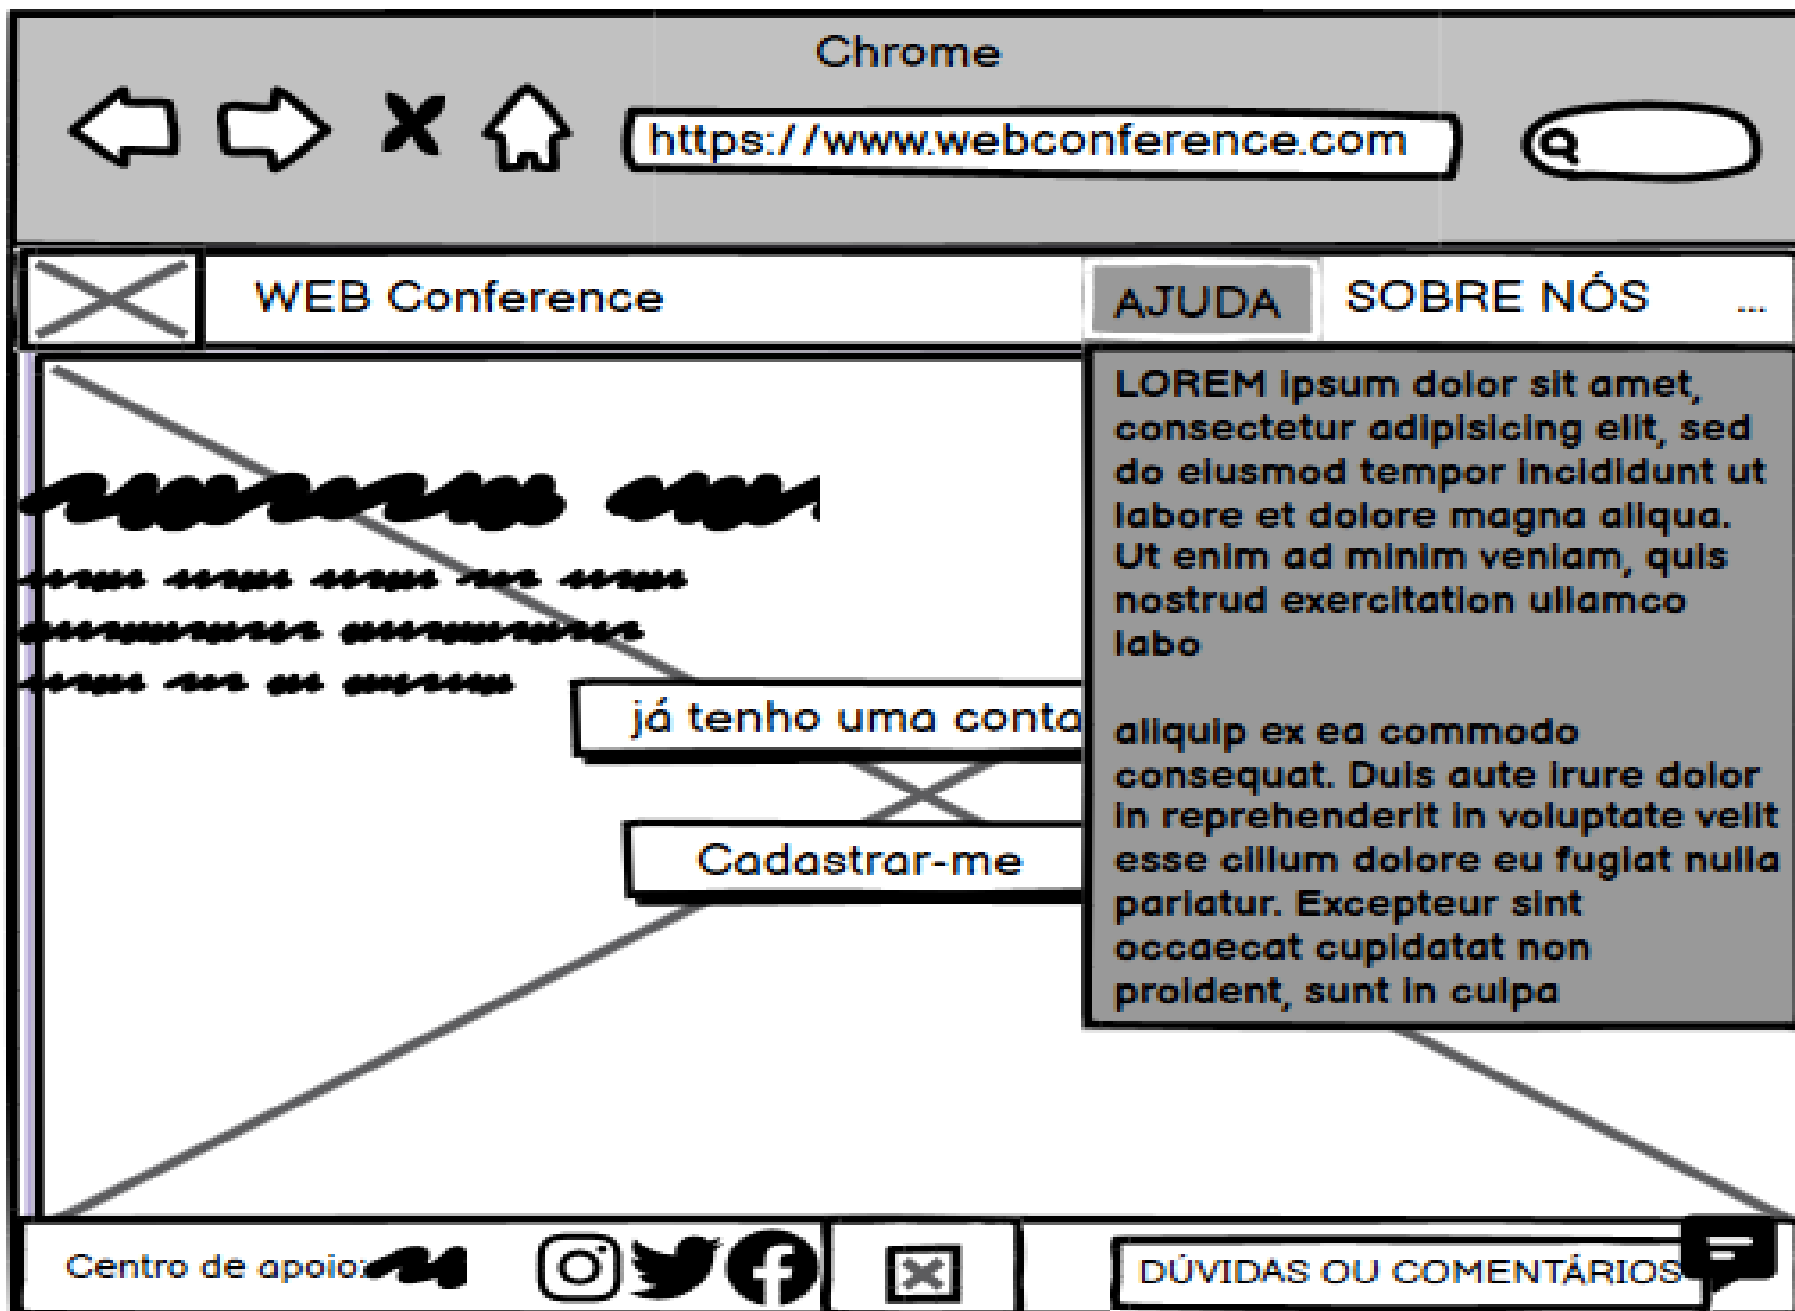 Chrome
https://www.webconference.com
WEB Conference
AJUDA
SOBRE NÓS
...
LOREM ipsum dolor sit amet,
consectetur adipisicing elit, sed
do eiusmod tempor incididunt ut
labore et dolore magna aliqua.
Ut enim ad minim veniam, quis
nostrud exercitation ullamco
labo
aliquip ex ea commodo
consequat. Duis aute irure dolor
in reprehenderit in voluptate velit
esse cillum dolore eu fugiat nulla
pariatur. Excepteur sint
occaecat cupidatat non
proident, sunt in culpa
já tenho uma conta
Cadastrar-me
Centro de apoio:
DÚVIDAS OU COMENTÁRIOS